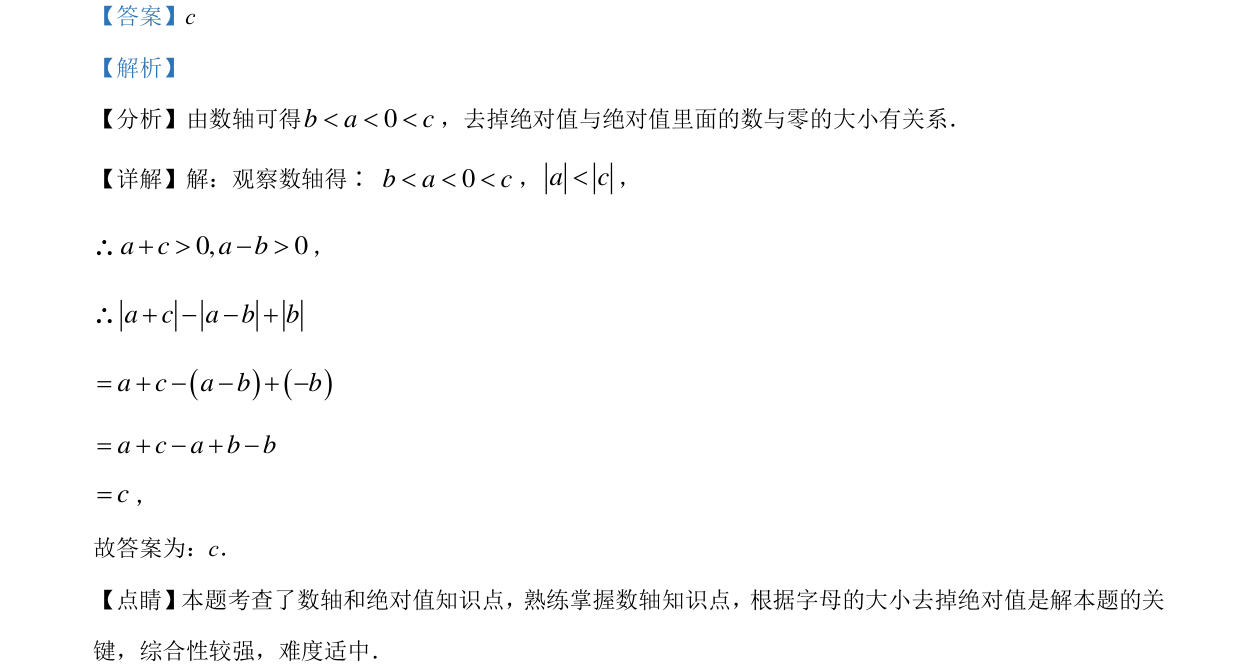 【答案】c
【解析】
【分析】由数轴可得b<a<0<c，去掉绝对值与绝对值里面的数与零的大小有关系．
【详解】解：观察数轴得∶ b<a<0<c，|a|<|c|，
∴a+c>0,a−b>0，
∴|a+c|−|a−b|+|b|
=a+c−(a−b)+(−b)
=a+c−a+b−b
=c，
故答案为：c．
【点睛】本题考查了数轴和绝对值知识点，熟练掌握数轴知识点，根据字母的大小去掉绝对值是解本题的关
键，综合性较强，难度适中．